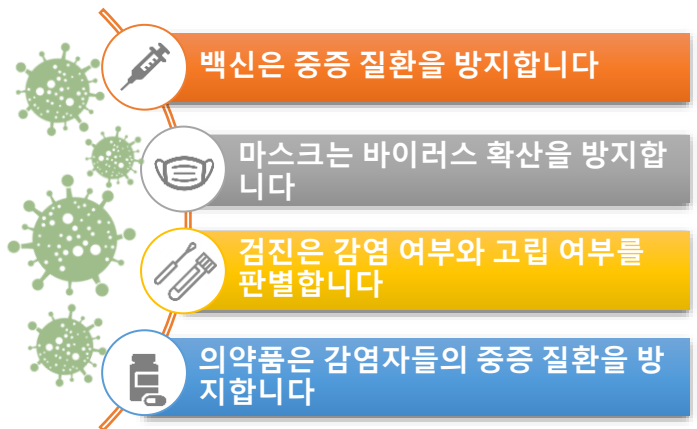 백신은 중증 질환을 방지합니다
마스크는 바이러스 확산을 방지합
니다
검진은 감염 여부와 고립 여부를
판별합니다
의약품은 감염자들의 중증 질환을 방
지합니다